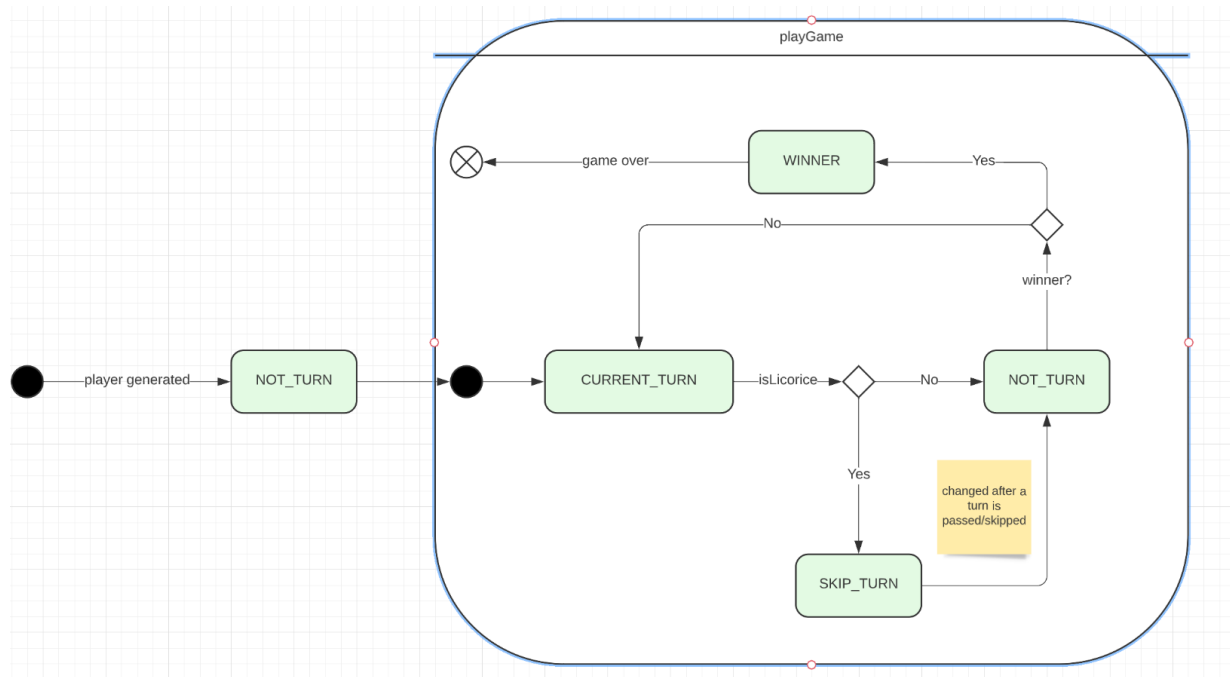 playGame
WINNER
game over
Yes
No
winner?
player generated
NOT_TURN
CURRENT_TURN
isLicorice
No
NOT_TURN
Yes
changed after a
turn is
passed/skipped
SKIP_TURN